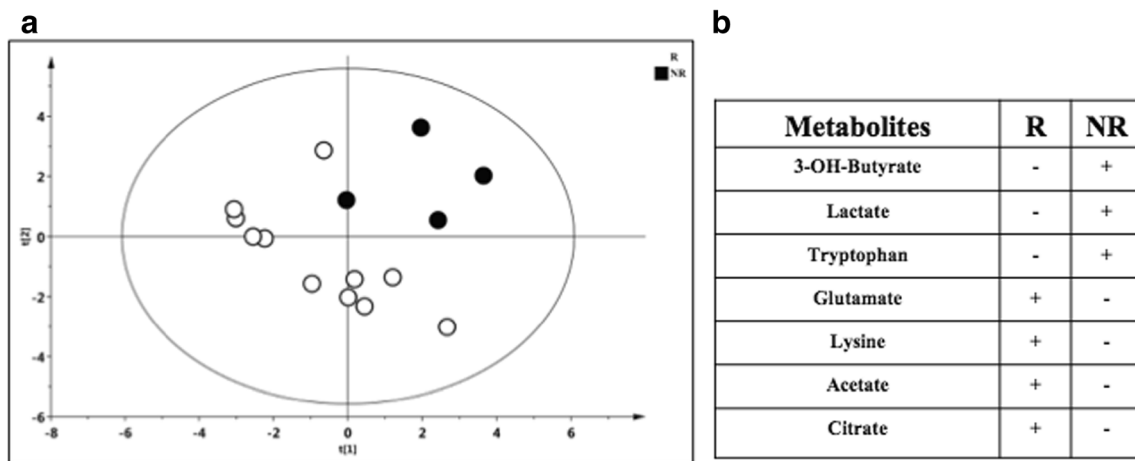 a
R
NR
4
2
0
-2
-4
-6
t[2]
-8 -6 -4 -2 0 2 4 6
t[1]
b
Metabolites R NR
3-OH-Butyrate - +
Lactate - +
Tryptophan - +
Glutamate + -
Lysine + -
Acetate + -
Citrate + -